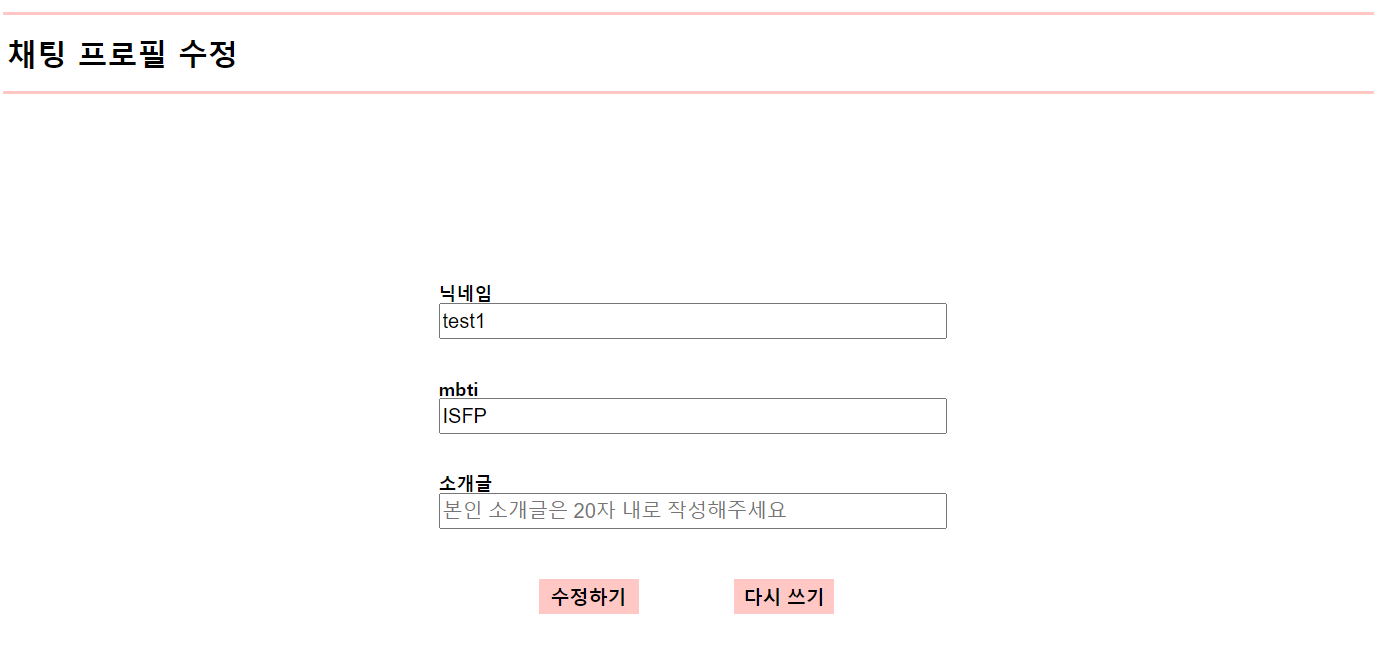 채팅 프로필 수정
닉네임
test1
mbti
ISFP
소개글
본인 소개글은 20자 내로 작성해주세요
수정하기 다시 쓰기